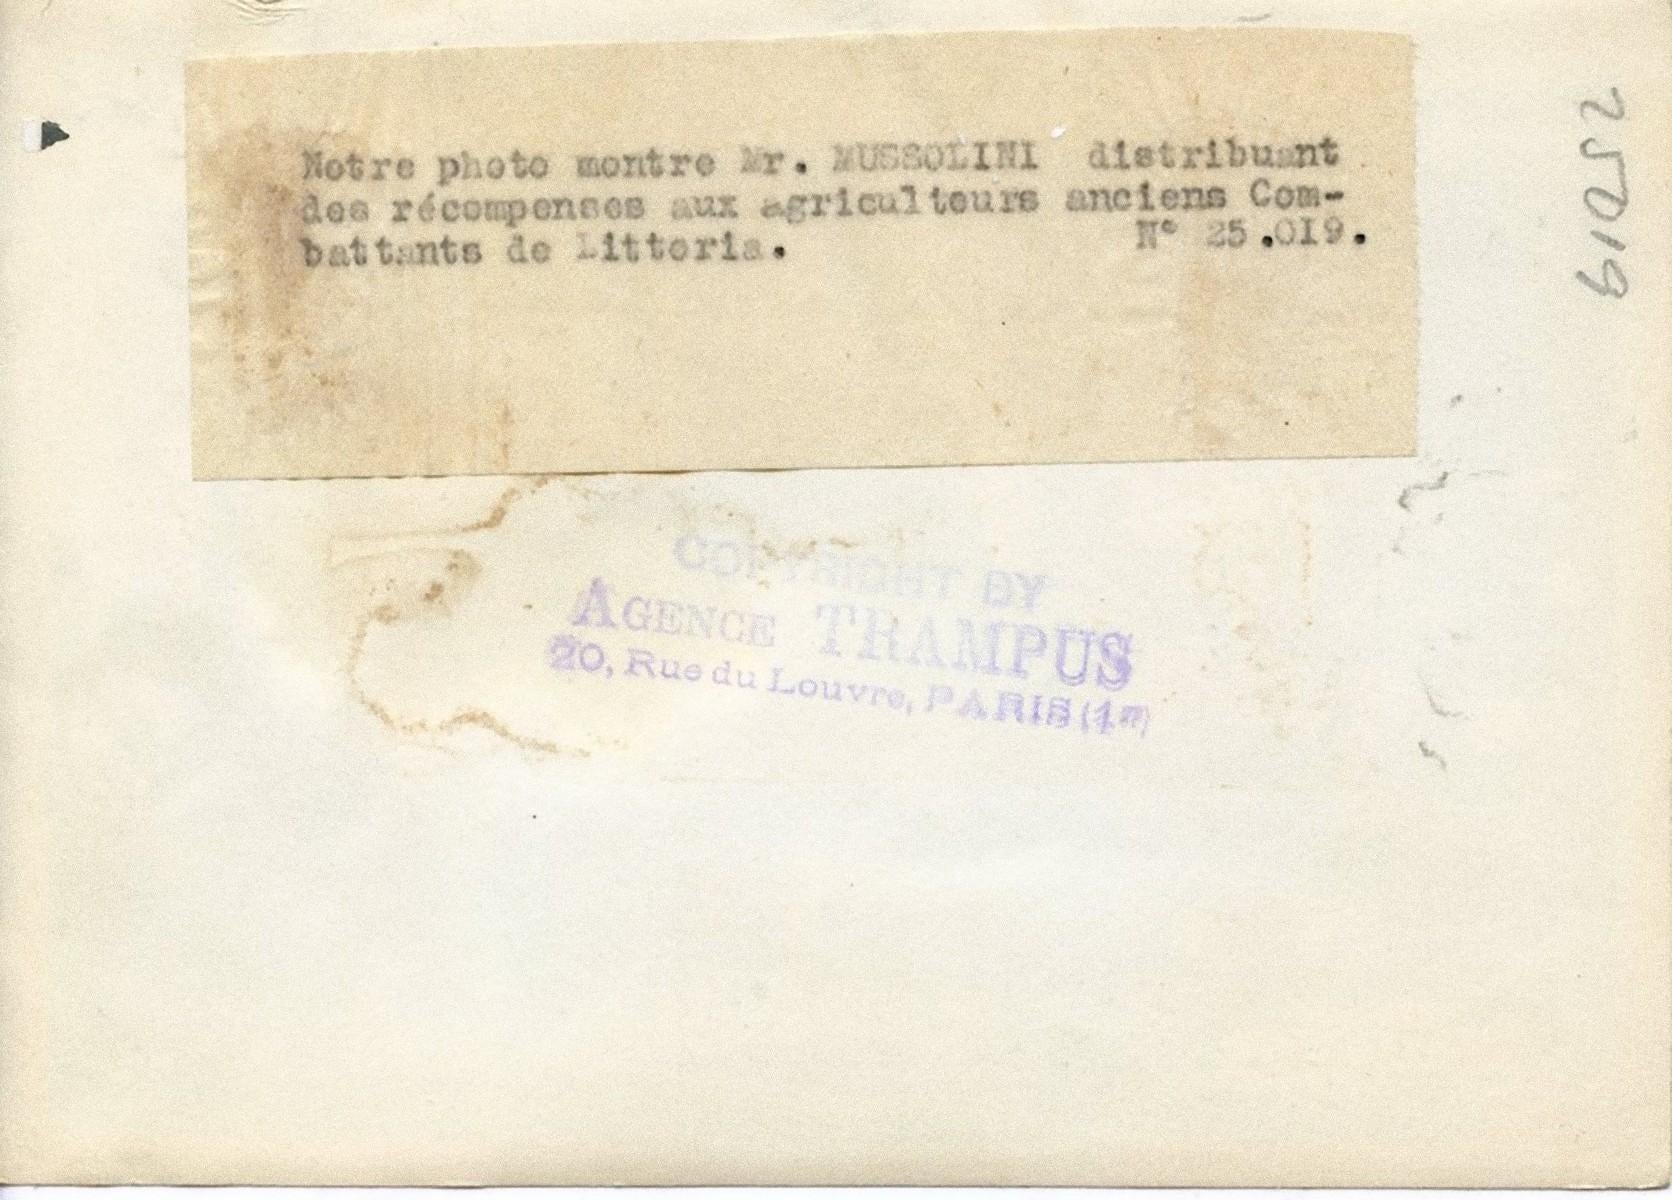 Notre photo montre Mr. MUSSOLINI distribuant
des récompenses aux agriculteurs anciens Com-
battants de Littoria. N° 25.019.
25019
COPYRIGHT BY
AGENCE TRAMPUS
20, Rue du Louvre, PARIS (1er)